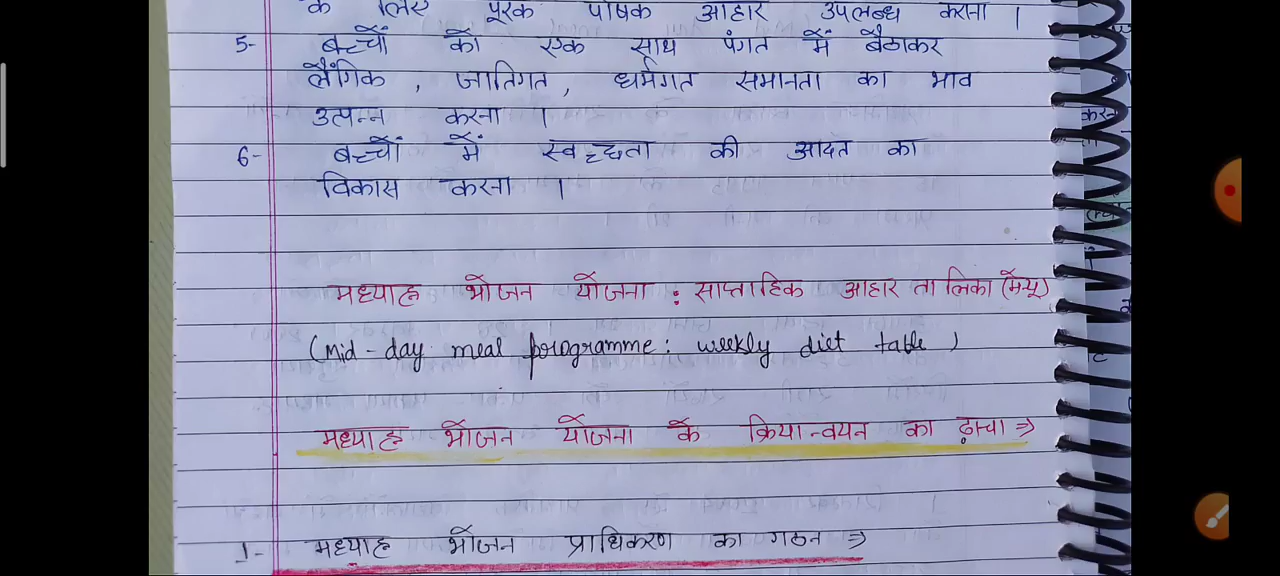 के लिए पूरक पोषक आहार उपलब्ध कराना ।
5- बच्चों को एक साथ पंगत में बैठाकर
लैंगिक , जातिगत , धर्मगत समानता का भाव
उत्पन्न करना ।
6- बच्चों में स्वच्छता की आदत का
विकास करना ।
मध्याह्न भोजन योजना : साप्ताहिक आहार तालिका (मेन्यू)
(Mid-day meal programme: weekly diet table)
मध्याह्न भोजन योजना के क्रियान्वयन का ढ़ांचा ⇒
1- मध्याह्न भोजन प्राधिकरण का गठन ⇒
करन